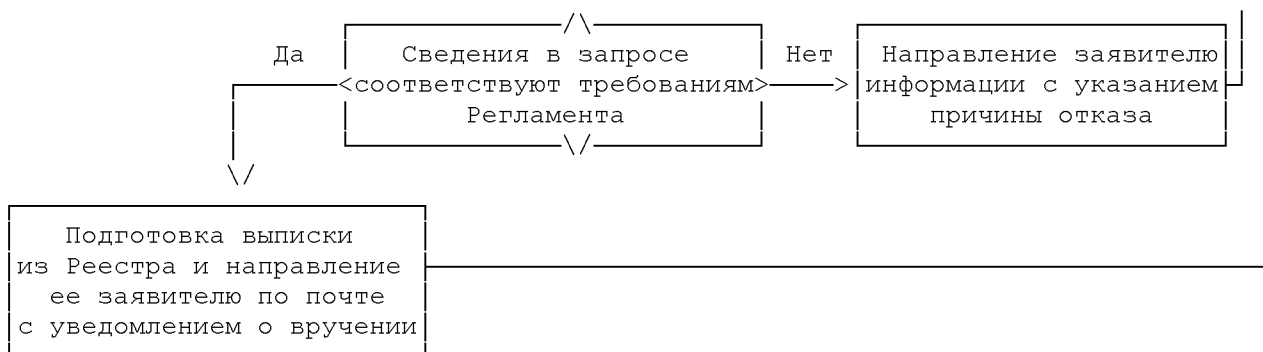 Да
Сведения в запросе
соответствуют требованиям
Регламента
Нет
Направление заявителю
информации с указанием
причины отказа
Подготовка выписки
из Реестра и направление
ее заявителю по почте
с уведомлением о вручении